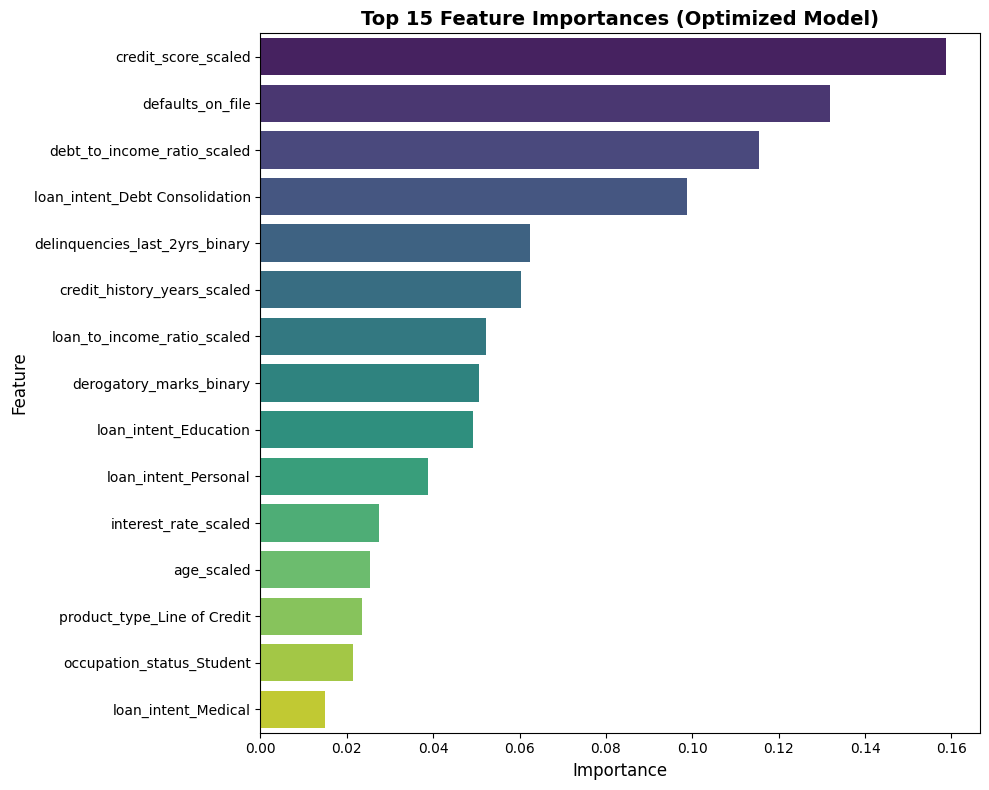 Top 15 Feature Importances (Optimized Model)
credit_score_scaled
defaults_on_file
debt_to_income_ratio_scaled
loan_intent_Debt Consolidation
delinquencies_last_2yrs_binary
credit_history_years_scaled
loan_to_income_ratio_scaled
derogatory_marks_binary
loan_intent_Education
loan_intent_Personal
interest_rate_scaled
age_scaled
product_type_Line of Credit
occupation_status_Student
loan_intent_Medical
Feature
0.00 0.02 0.04 0.06 0.08 0.10 0.12 0.14 0.16
Importance